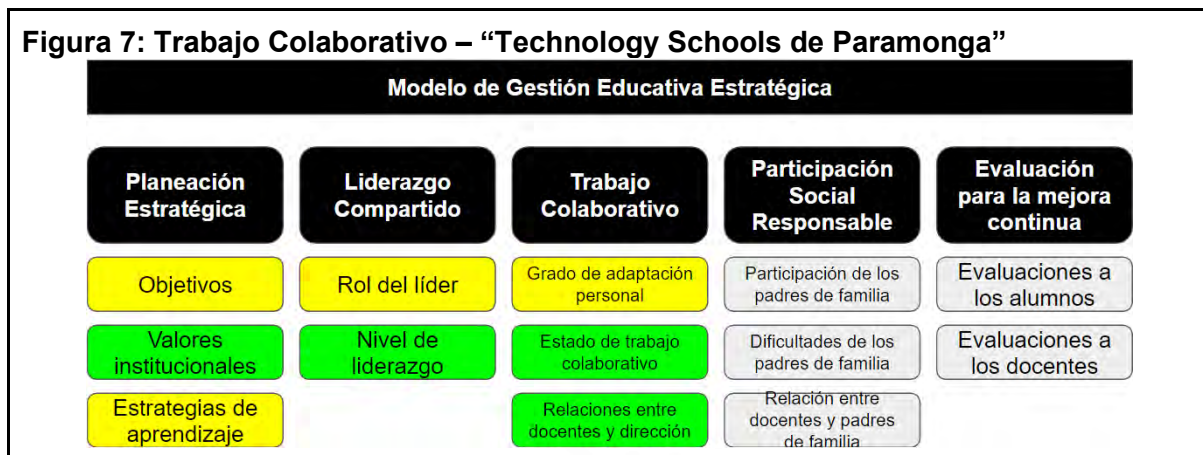 Figura 7: Trabajo Colaborativo – “Technology Schools de Paramonga”
Modelo de Gestión Educativa Estratégica
Planeación
Estratégica
Liderazgo
Compartido
Trabajo
Colaborativo
Participación
Social
Responsable
Evaluación
para la mejora
continua
Objetivos
Rol del líder
Grado de adaptación
personal
Participación de los
padres de familia
Evaluaciones a
los alumnos
Valores
institucionales
Nivel de
liderazgo
Estado de trabajo
colaborativo
Dificultades de los
padres de familia
Evaluaciones a
los docentes
Estrategias de
aprendizaje
Relaciones entre
docentes y dirección
Relación entre
docentes y padres
de familia